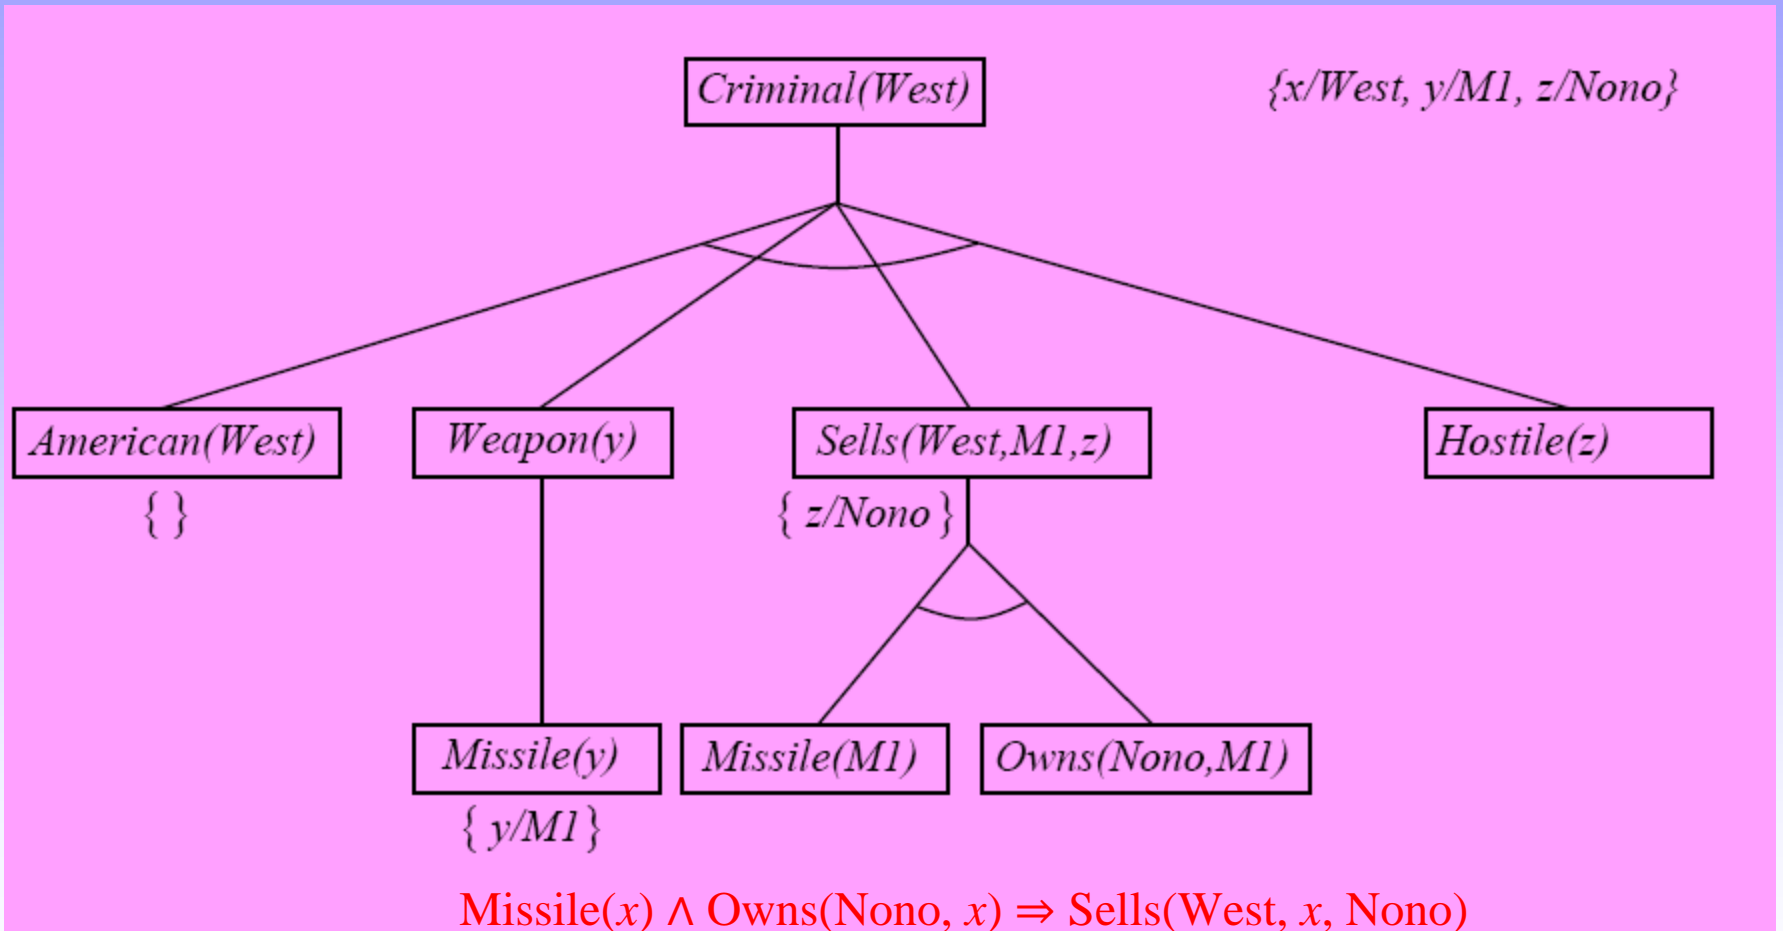 Criminal(West)
{x/West, y/M1, z/Nono}
American(West)
Weapon(y)
Sells(West,M1,z)
Hostile(z)
{ }
{ z/Nono }
Missile(y)
Missile(M1)
Owns(Nono,M1)
{ y/M1 }
Missile(x) ∧ Owns(Nono, x) ⇒ Sells(West, x, Nono)